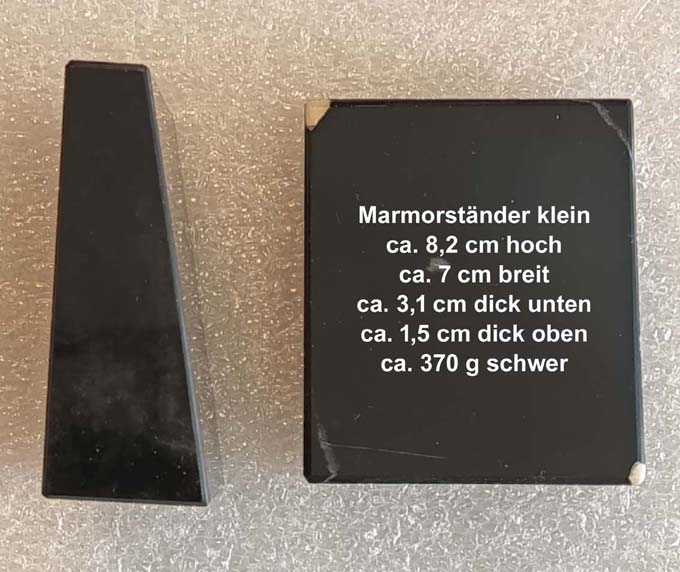 Marmorständer klein
ca. 8,2 cm hoch
ca. 7 cm breit
ca. 3,1 cm dick unten
ca. 1,5 cm dick oben
ca. 370 g schwer